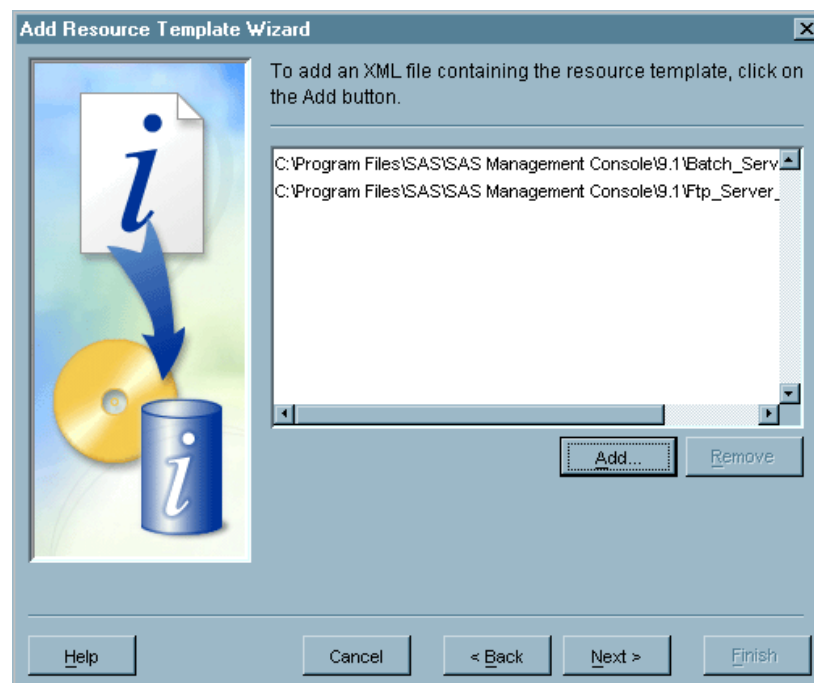 Add Resource Template Wizard
To add an XML file containing the resource template, click on
the Add button.
C:\Program Files\SAS\SAS Management Console\9.1\Batch_Serv
C:\Program Files\SAS\SAS Management Console\9.1\Ftp_Server_
Add...
Remove
Help
Cancel
< Back
Next >
Finish